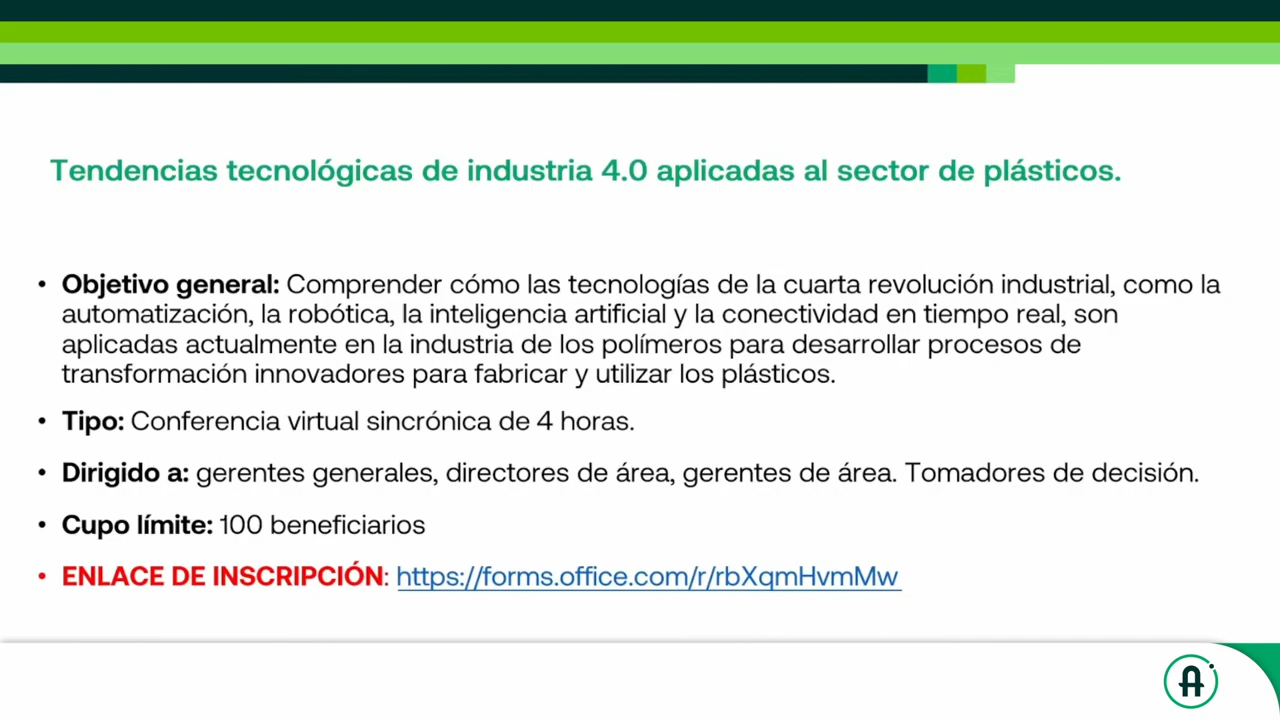 Tendencias tecnológicas de industria 4.0 aplicadas al sector de plásticos.
• Objetivo general: Comprender cómo las tecnologías de la cuarta revolución industrial, como la
automatización, la robótica, la inteligencia artificial y la conectividad en tiempo real, son
aplicadas actualmente en la industria de los polímeros para desarrollar procesos de
transformación innovadores para fabricar y utilizar los plásticos.
• Tipo: Conferencia virtual sincrónica de 4 horas.
• Dirigido a: gerentes generales, directores de área, gerentes de área. Tomadores de decisión.
• Cupo límite: 100 beneficiarios
• ENLACE DE INSCRIPCIÓN: https://forms.office.com/r/rbXqmHvmMw
A